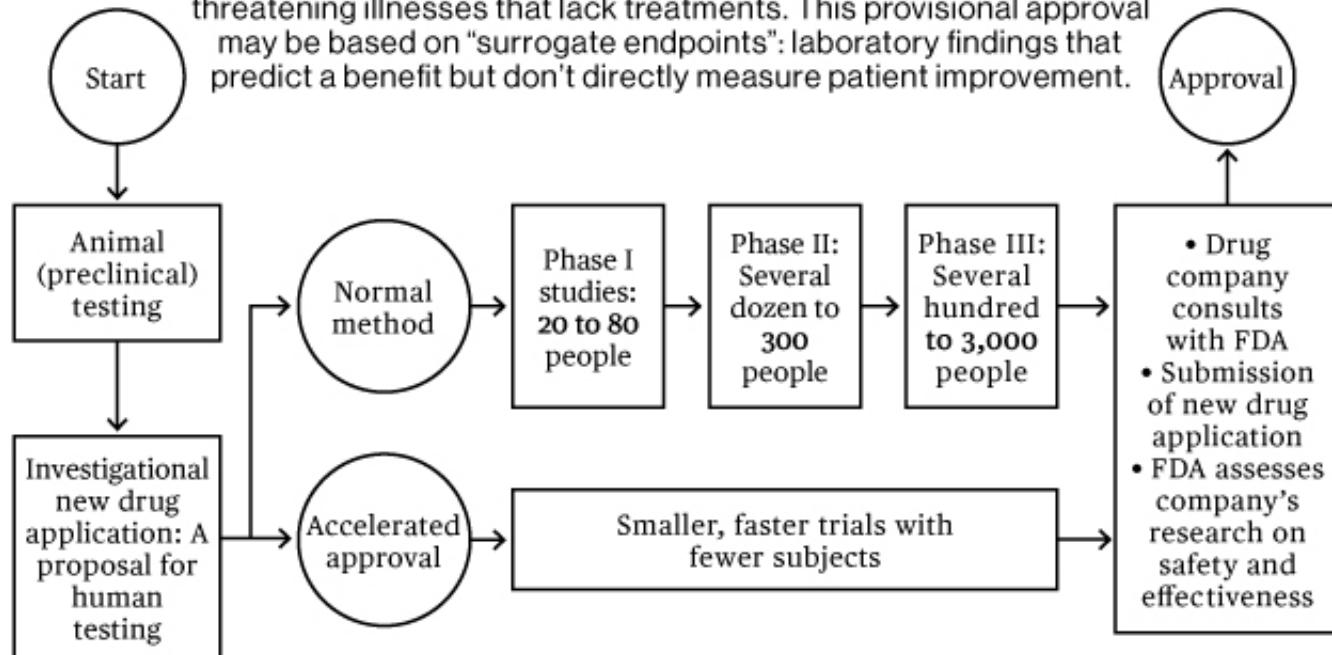 threatening illnesses that lack treatments. This provisional approval
may be based on “surrogate endpoints”: laboratory findings that
predict a benefit but don’t directly measure patient improvement.
Start
Approval
Animal
(preclinical)
testing
Investigational
new drug
application: A
proposal for
human
testing
Normal
method
Phase I
studies:
20 to 80
people
Phase II:
Several
dozen to
300
people
Phase III:
Several
hundred
to 3,000
people
Accelerated
approval
Smaller, faster trials with
fewer subjects
• Drug
company
consults
with FDA
• Submission
of new drug
application
• FDA assesses
company’s
research on
safety and
effectiveness